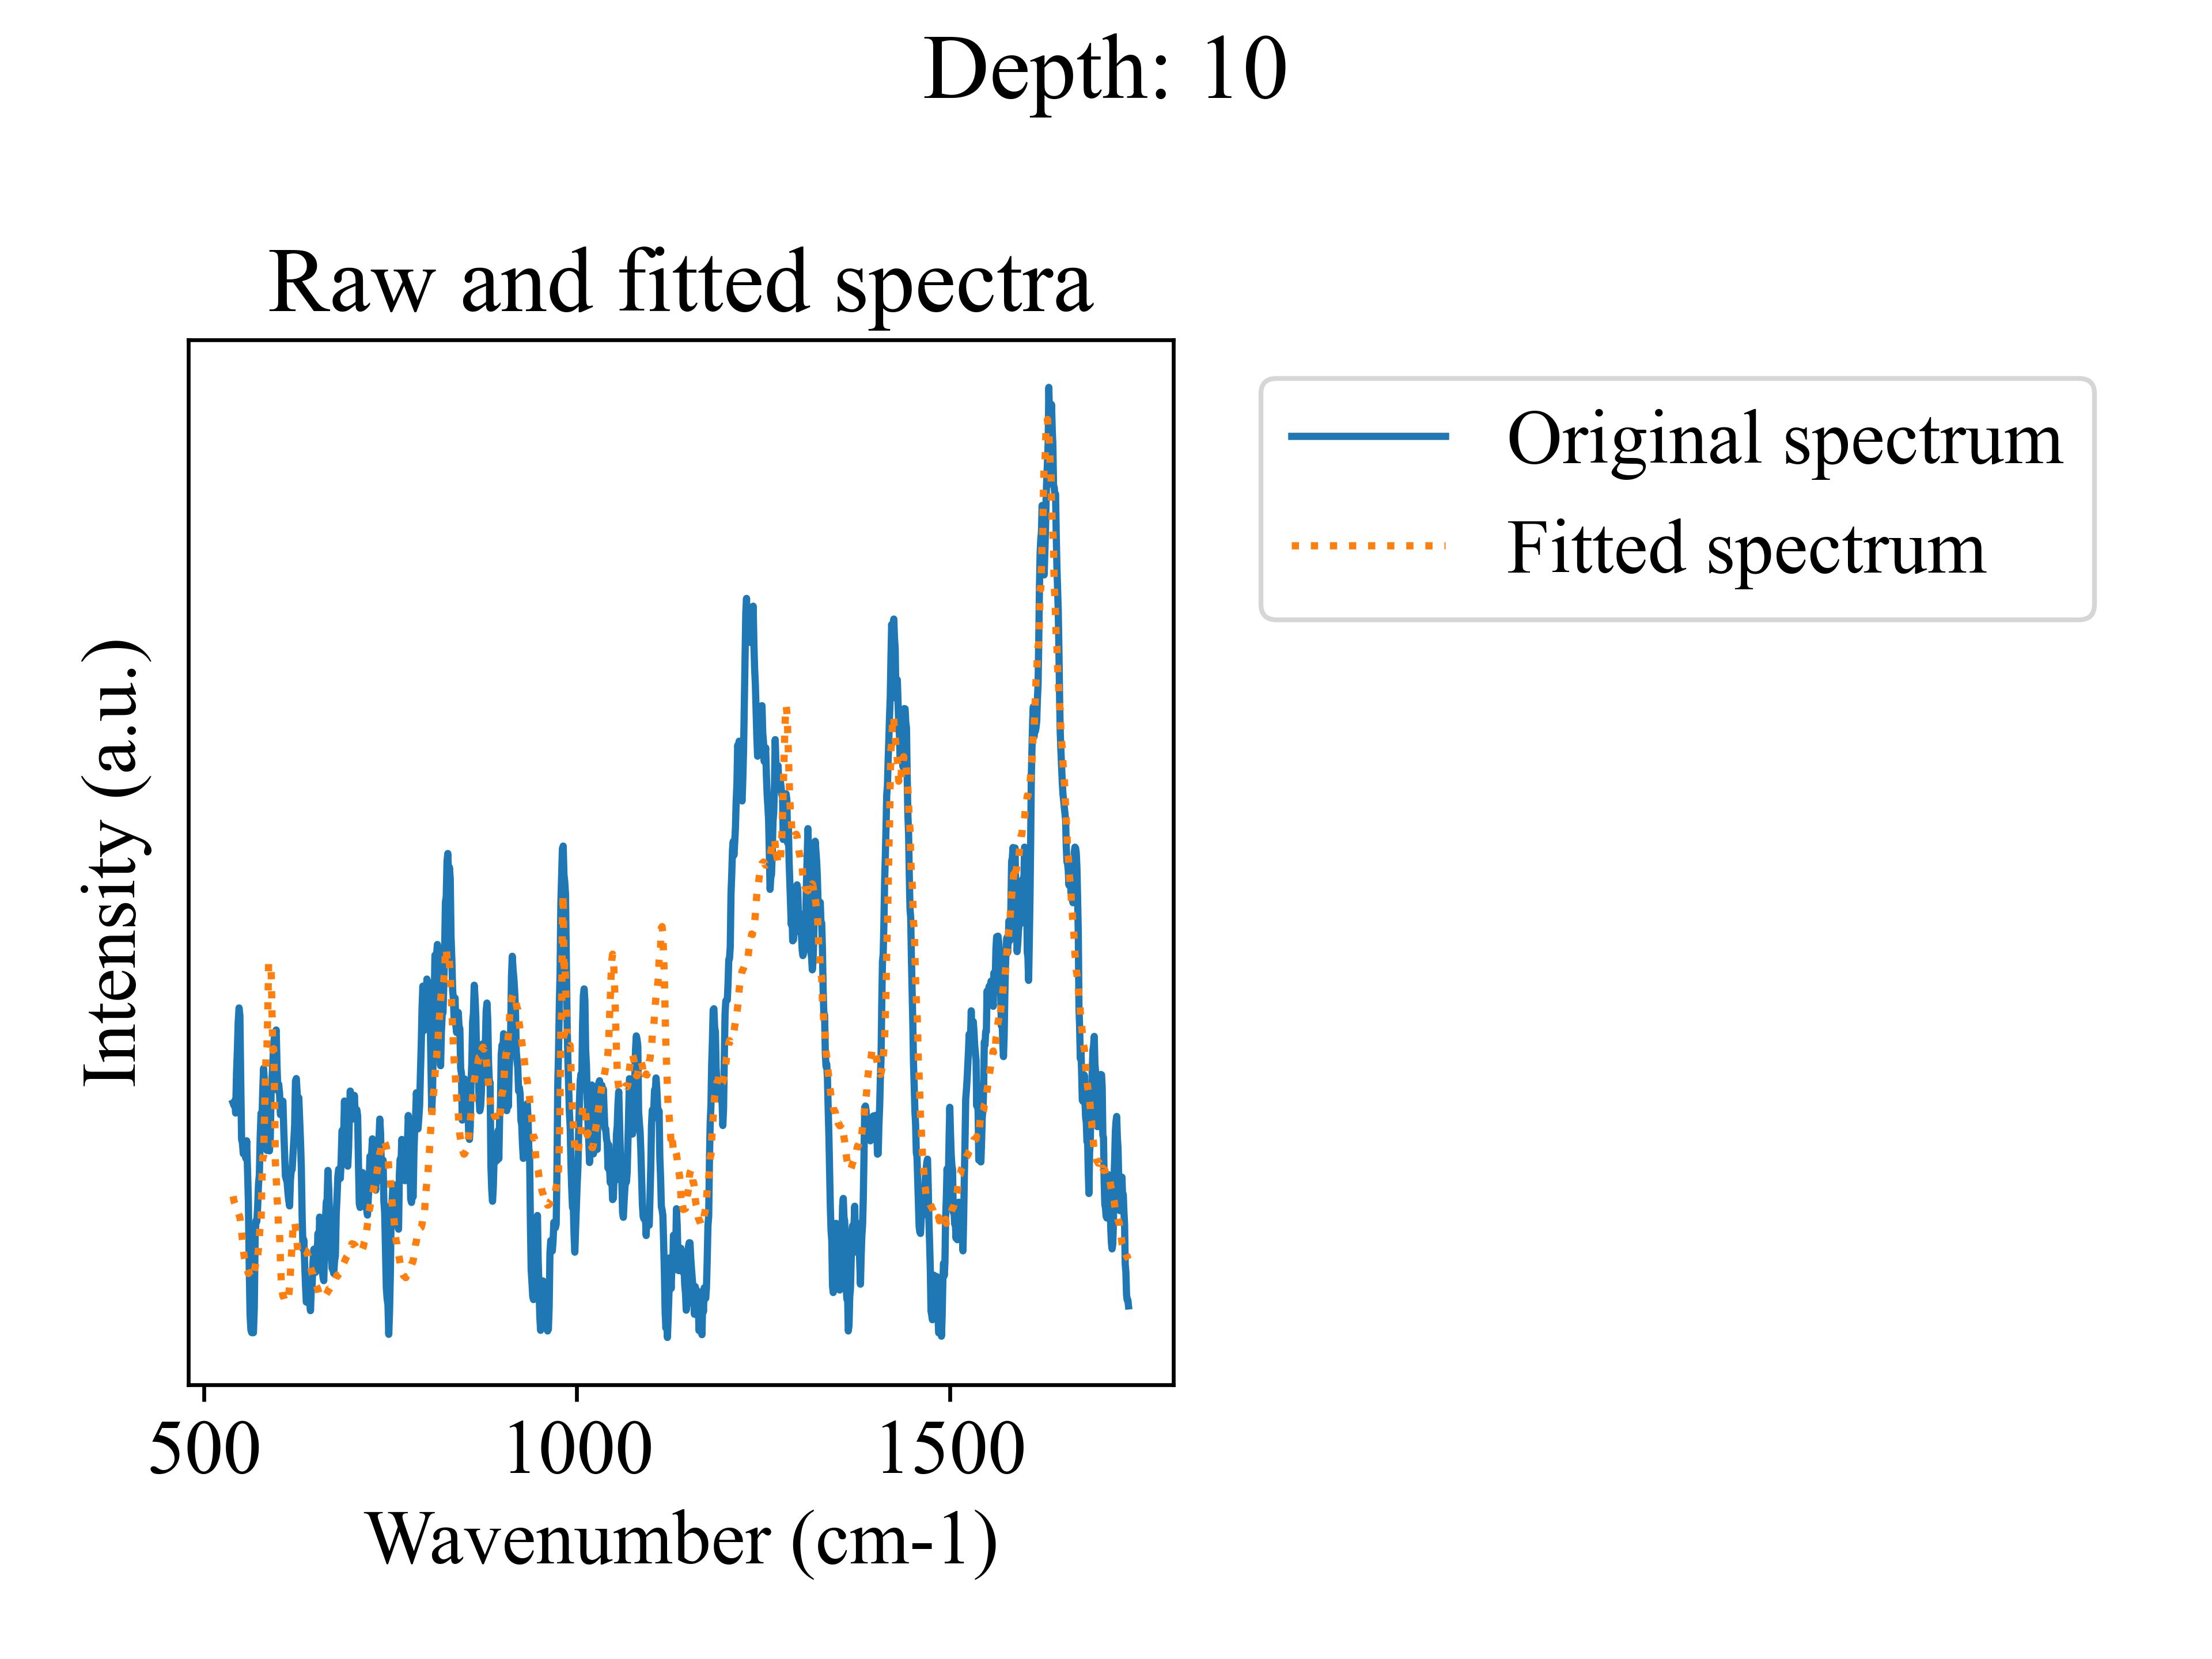 Depth: 10
Raw and fitted spectra
Original spectrum
Fitted spectrum
Intensity (a.u.)
500 1000 1500
Wavenumber (cm-1)